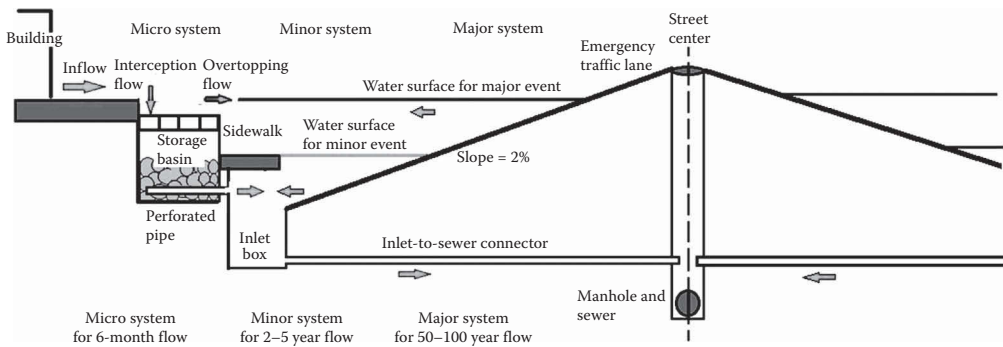 Building
Micro system
Minor system
Major system
Street
center
Emergency
traffic lane
Inflow
Interception
flow
Overtopping
flow
Water surface for major event
Sidewalk
Water surface
for minor event
Storage
basin
Slope = 2%
Perforated
pipe
Inlet
box
Inlet-to-sewer connector
Manhole and
sewer
Micro system
for 6-month flow
Minor system
for 2–5 year flow
Major system
for 50–100 year flow